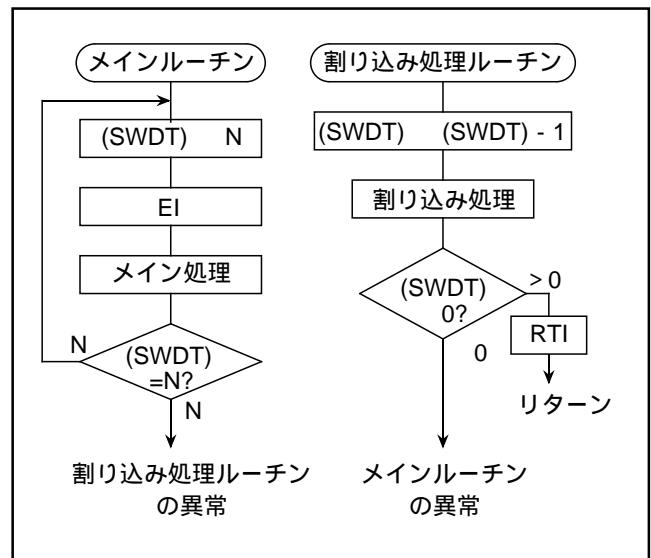 メインルーチン
(SWDT) N
EI
メイン処理
(SWDT)
=N?
N
N
割り込み処理ルーチン
の異常
割り込み処理ルーチン
(SWDT) (SWDT) - 1
割り込み処理
(SWDT)
0?
> 0
0
RTI
リターン
メインルーチン
の異常